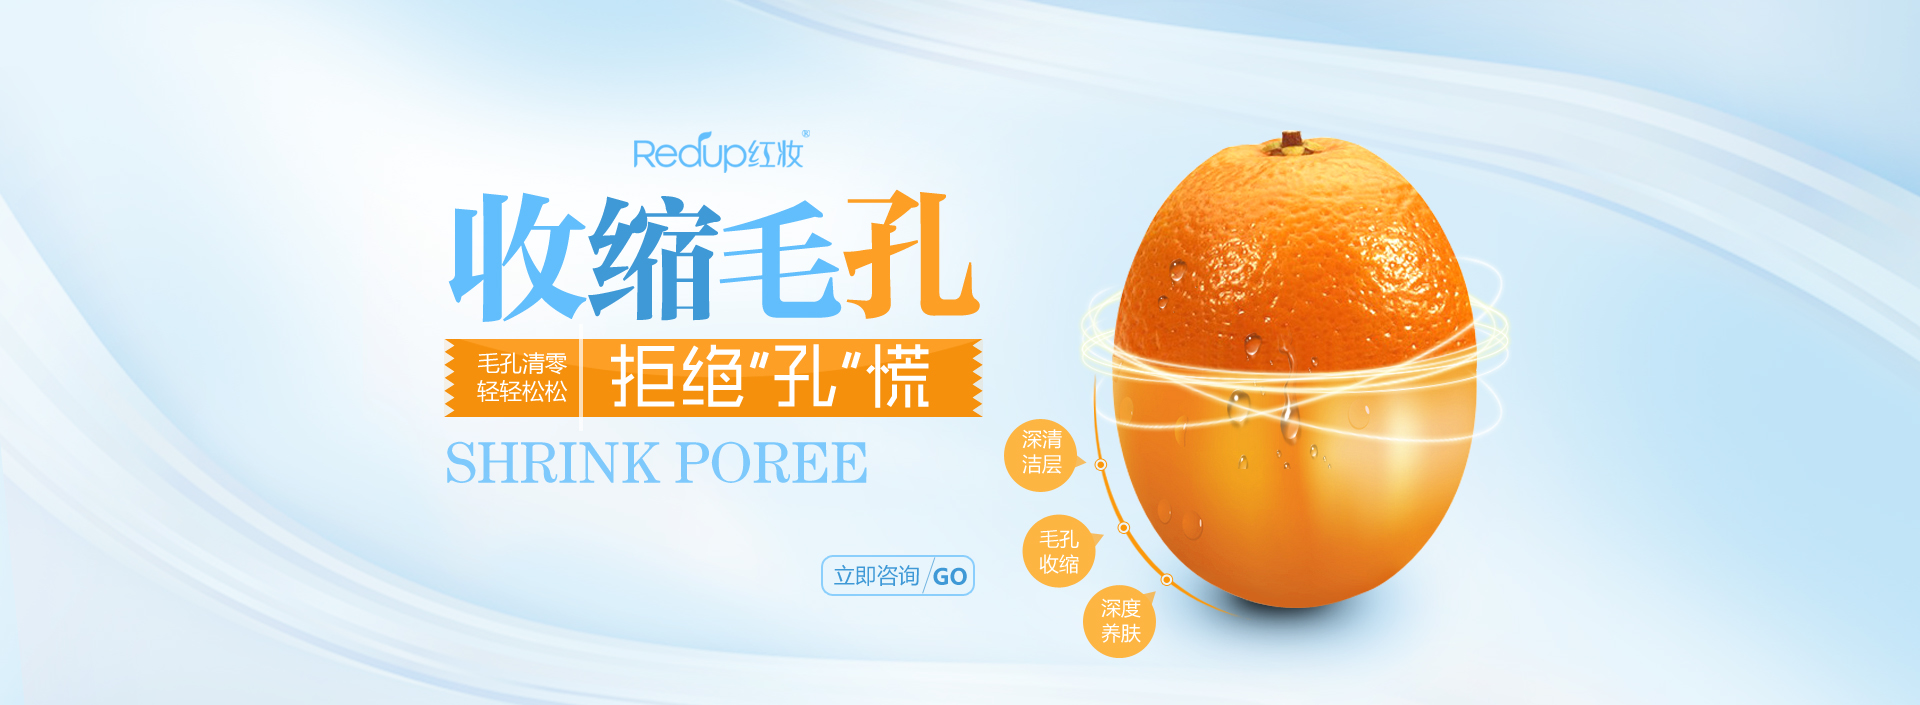 Redup红妆®
收缩毛孔
毛孔清零
轻轻松松
拒绝"孔"慌
SHRINK POREE
立即咨询/GO
深清
洁层
毛孔
收缩
深度
养肤